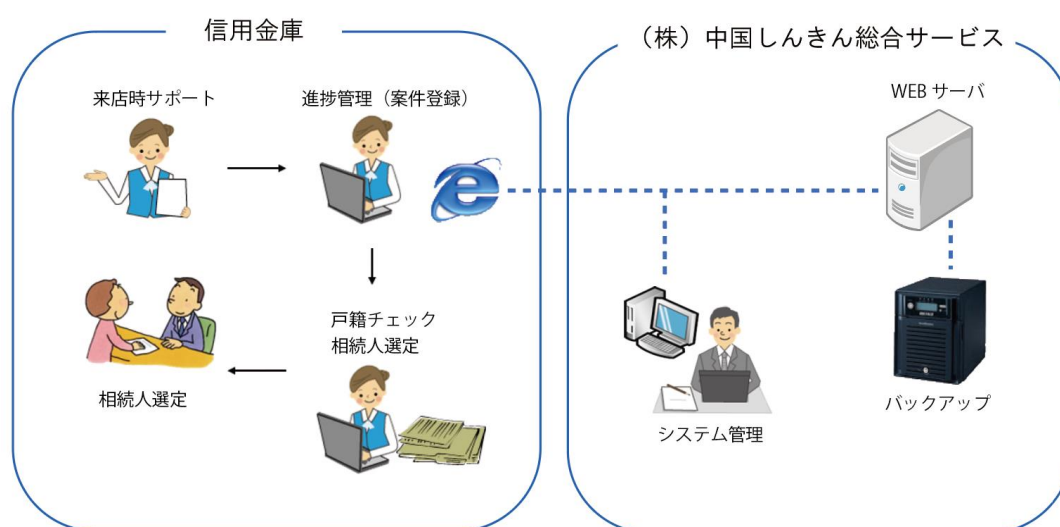 信用金庫
来店時サポート
進捗管理（案件登録）
戸籍チェック
相続人選定
相続人選定
（株）中国しんきん総合サービス
WEB サーバ
システム管理
バックアップ